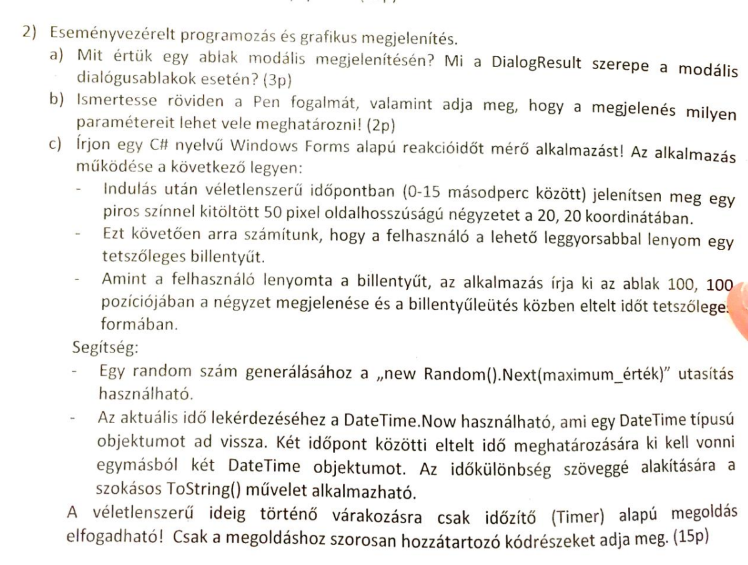 2) Eseményvezérelt programozás és grafikus megjelenítés.
a) Mit értük egy ablak modális megjelenítésén? Mi a DialogResult szerepe a modális
dialógusablakok esetén? (3p)
b) Ismertesse röviden a Pen fogalmát, valamint adja meg, hogy a megjelenés milyen
paramétereit lehet vele meghatározni! (2p)
c) Írjon egy C# nyelvű Windows Forms alapú reakcióidőt mérő alkalmazást! Az alkalmazás
működése a következő legyen:
- Indulás után véletlenszerű időpontban (0-15 másodperc között) jelenítsen meg egy
piros színnel kitöltött 50 pixel oldalhosszúságú négyzetet a 20, 20 koordinátában.
- Ezt követően arra számítunk, hogy a felhasználó a lehető leggyorsabbal lenyom egy
tetszőleges billentyűt.
- Amint a felhasználó lenyomta a billentyűt, az alkalmazás írja ki az ablak 100, 100
pozíciójában a négyzet megjelenése és a billentyűleütés közben eltelt időt tetszőleges
formában.
Segítség:
- Egy random szám generálásához a „new Random().Next(maximum_érték)” utasítás
használható.
- Az aktuális idő lekérdezéséhez a DateTime.Now használható, ami egy DateTime típusú
objektumot ad vissza. Két időpont közötti eltelt idő meghatározására ki kell vonni
egymásból két DateTime objektumot. Az időkülönbség szöveggé alakítására a
szokásos ToString() művelet alkalmazható.
A véletlenszerű ideig történő várakozásra csak időzítő (Timer) alapú megoldás
elfogadható! Csak a megoldáshoz szorosan hozzátartozó kódrészeket adja meg. (15p)